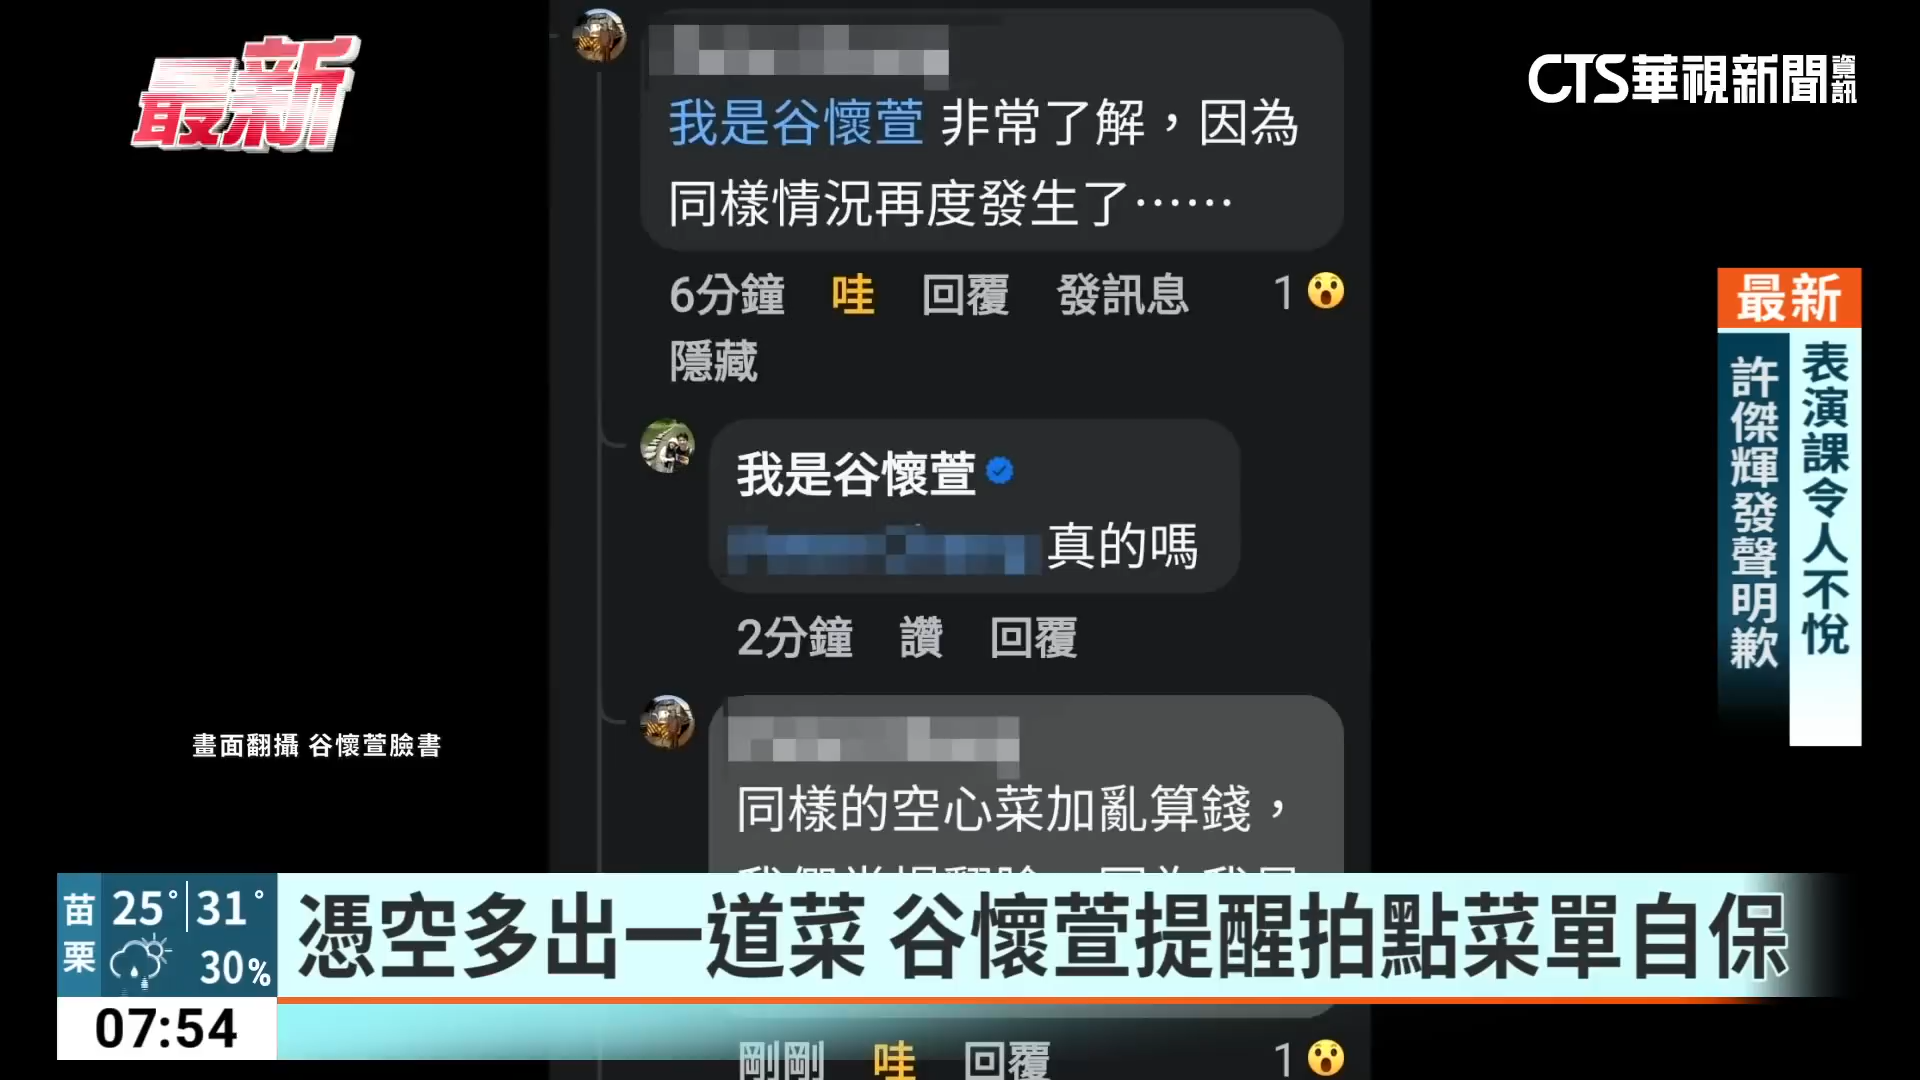 最新
CTS華視新聞資訊
我是谷懷萱 非常了解，因為
同樣情況再度發生了⋯⋯
6分鐘 哇 回覆 發訊息 1
隱藏
我是谷懷萱
真的嗎
2分鐘 讚 回覆
同樣的空心菜加亂算錢，
剛剛 哇 回覆 1
畫面翻攝 谷懷萱臉書
最新
表演課令人不悅
許傑輝發聲明歉
苗栗
25° 31°
30%
07:54
憑空多出一道菜 谷懷萱提醒拍點菜單自保